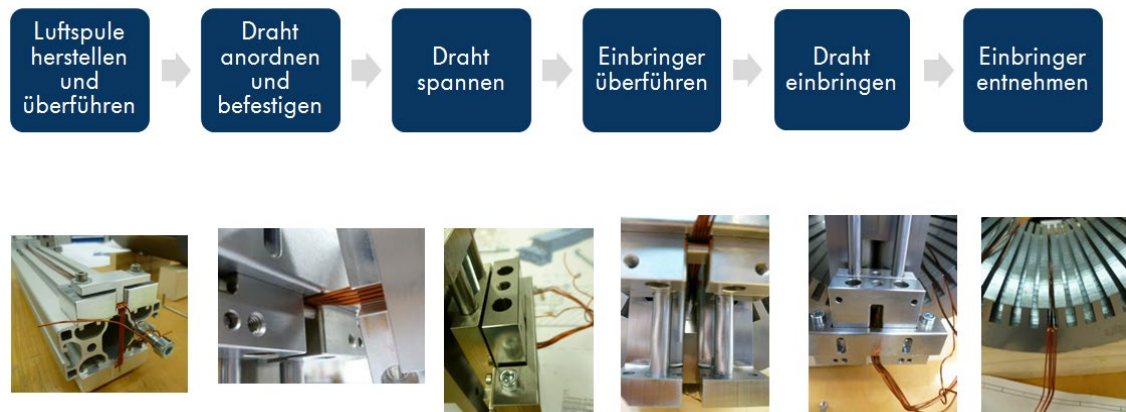 Luftspule
herstellen
und
überführen
Draht
anordnen
und
befestigen
Draht
spannen
Einbringer
überführen
Draht
einbringen
Einbringer
entnehmen